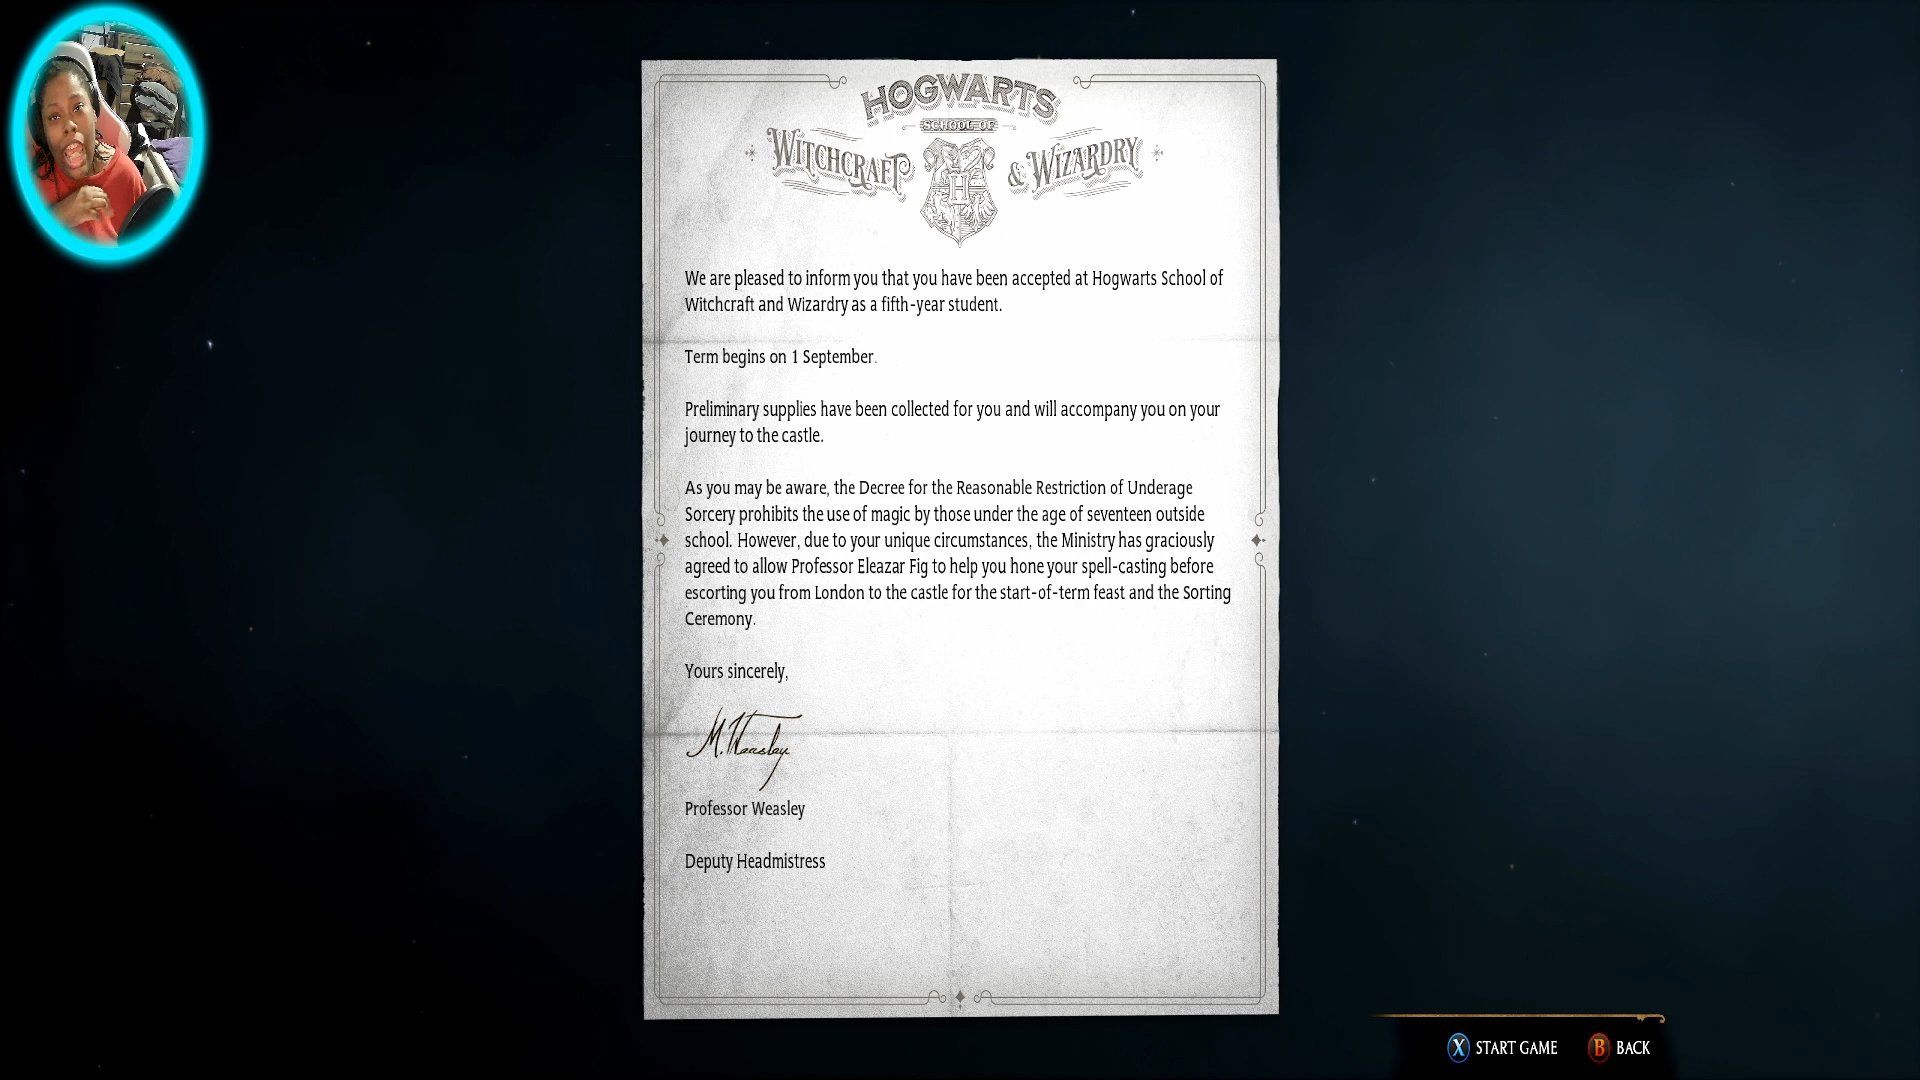 HOGWARTS
SCHOOL OF
WITCHCRAFT & WIZARDRY
H
We are pleased to inform you that you have been accepted at Hogwarts School of
Witchcraft and Wizardry as a fifth-year student.
Term begins on 1 September.
Preliminary supplies have been collected for you and will accompany you on your
journey to the castle.
As you may be aware, the Decree for the Reasonable Restriction of Underage
Sorcery prohibits the use of magic by those under the age of seventeen outside
school. However, due to your unique circumstances, the Ministry has graciously
agreed to allow Professor Eleazar Fig to help you hone your spell-casting before
escorting you from London to the castle for the start-of-term feast and the Sorting
Ceremony.
Yours sincerely,
M. Weasley
Professor Weasley
Deputy Headmistress
X START GAME B BACK